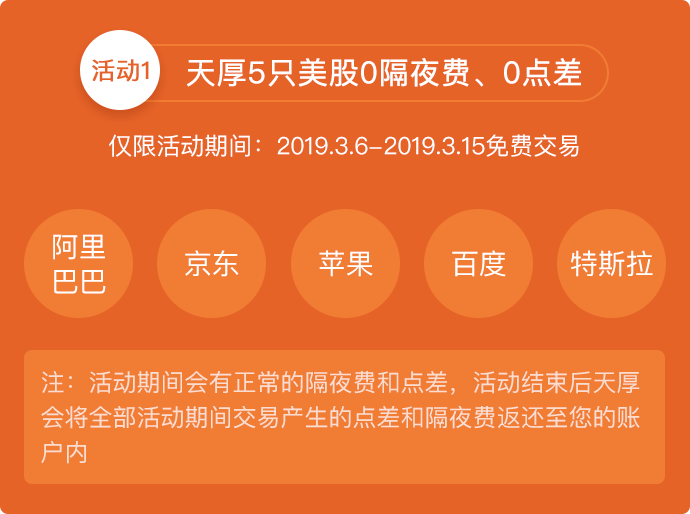 活动1
天厚5只美股0隔夜费、0点差
仅限活动期间：2019.3.6-2019.3.15免费交易
阿里
巴巴
京东
苹果
百度
特斯拉
注：活动期间会有正常的隔夜费和点差，活动结束后天厚
会将全部活动期间交易产生的点差和隔夜费返还至您的账
户内